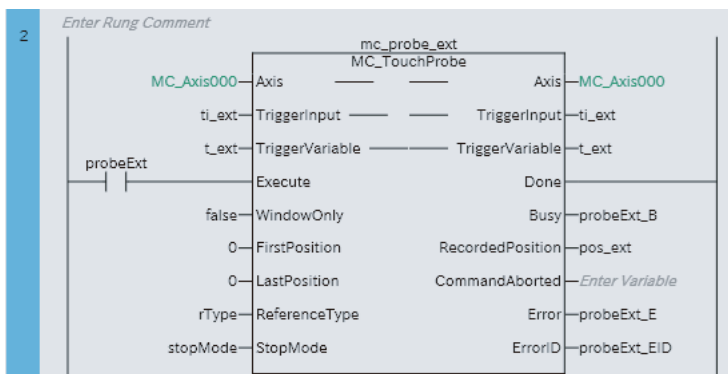 2
Enter Rung Comment
mc_probe_ext
MC_TouchProbe
MC_Axis000 Axis Axis MC_Axis000
ti_ext TriggerInput TriggerInput ti_ext
t_ext TriggerVariable TriggerVariable t_ext
probeExt
Execute Done
false WindowOnly Busy probeExt_B
0 FirstPosition RecordedPosition pos_ext
0 LastPosition CommandAborted Enter Variable
rType ReferenceType Error probeExt_E
stopMode StopMode ErrorID probeExt_EID